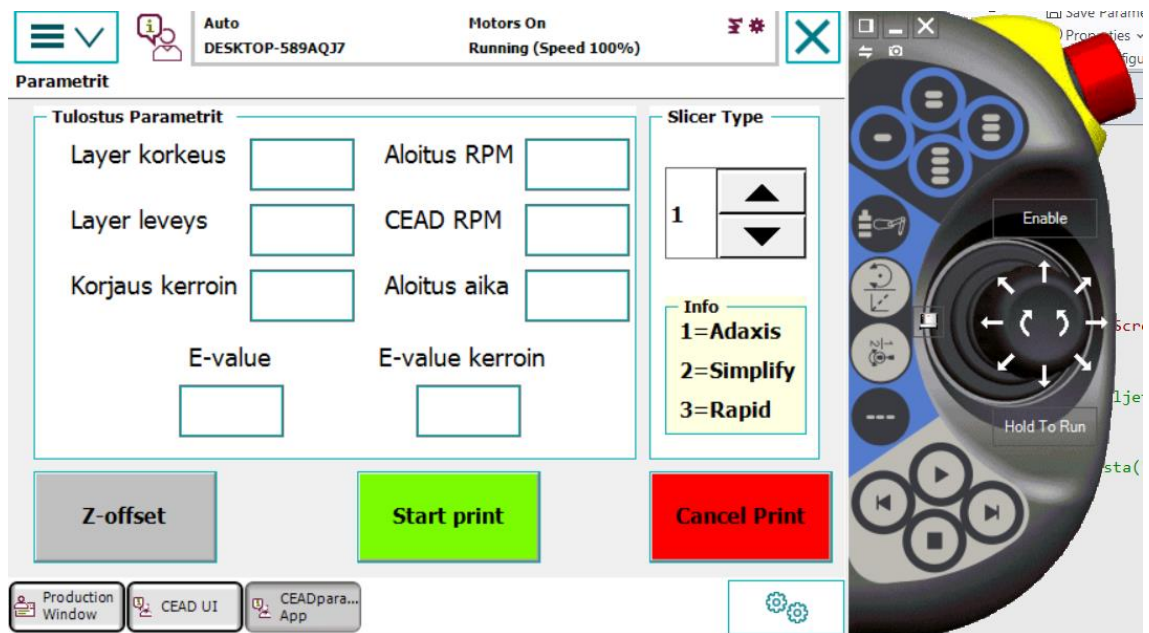 Auto
DESKTOP-589AQJ7
Motors On
Running (Speed 100%)
Parametrit
Tulostus Parametrit
Layer korkeus
Aloitus RPM
Layer leveys
CEAD RPM
Korjaus kerroin
Aloitus aika
E-value
E-value kerroin
Slicer Type
1
Info
1=Adaxis
2=Simplify
3=Rapid
Z-offset
Start print
Cancel Print
Production
Window
CEAD UI
CEADpara...
App
Enable
Hold To Run
Save Parame
sta(